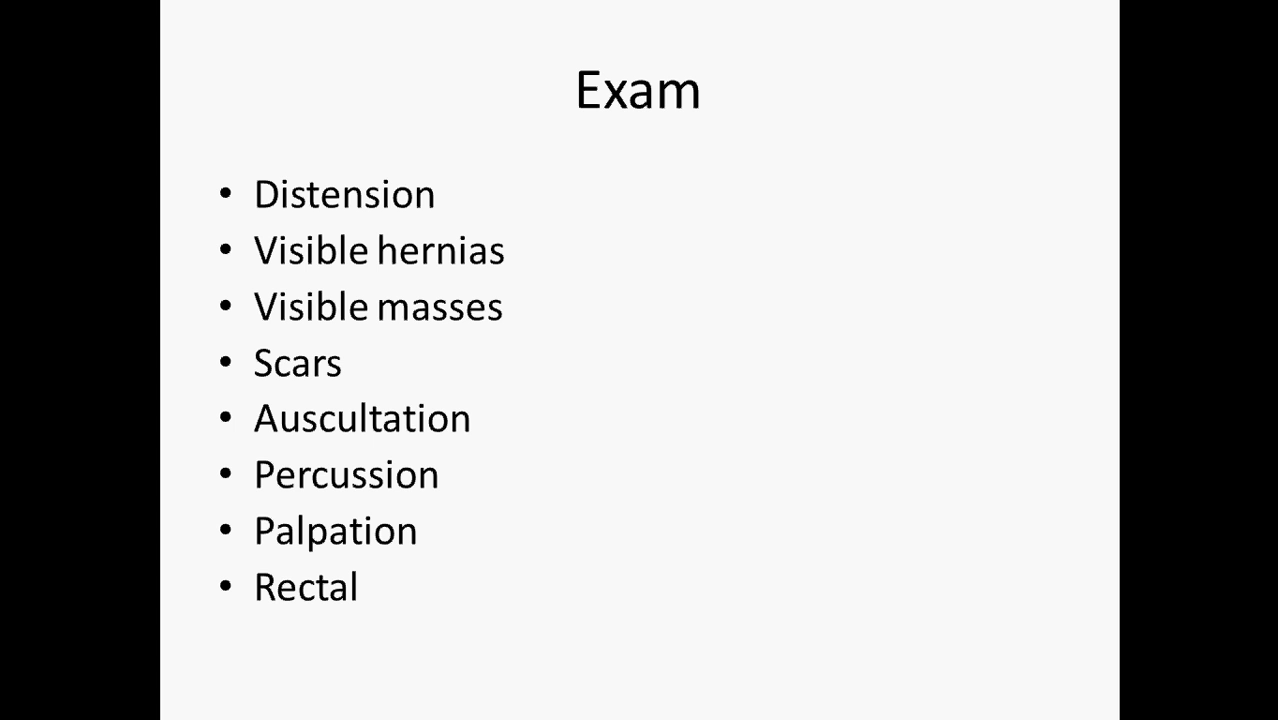 Exam
• Distension
• Visible hernias
• Visible masses
• Scars
• Auscultation
• Percussion
• Palpation
• Rectal